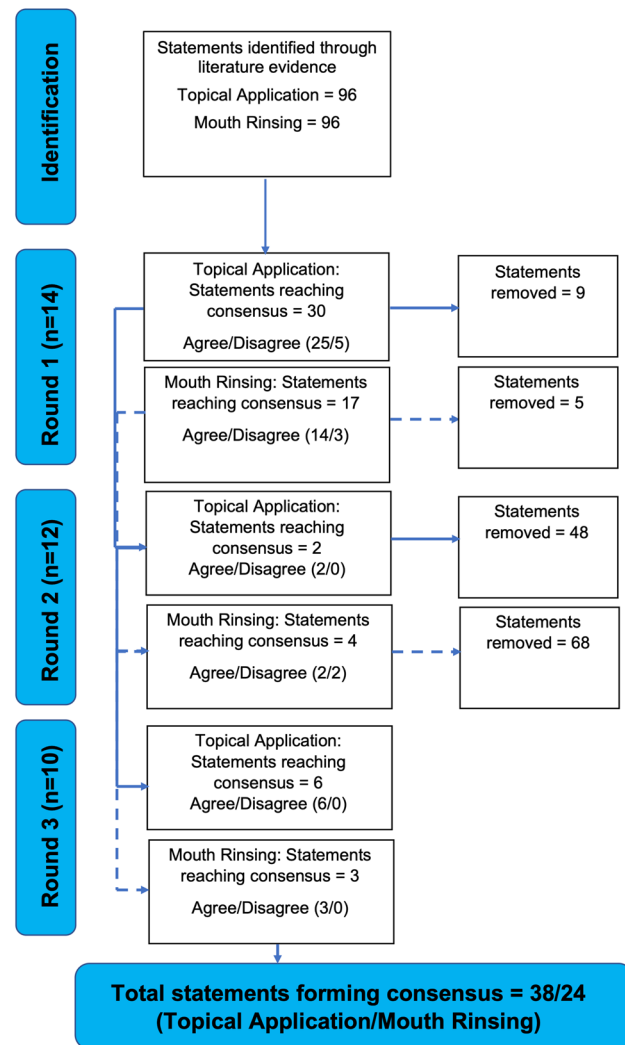 Identification
Statements identified through
literature evidence
Topical Application = 96
Mouth Rinsing = 96
Round 1 (n=14)
Topical Application:
Statements reaching
consensus = 30
Agree/Disagree (25/5)
Statements
removed = 9
Mouth Rinsing: Statements
reaching consensus = 17
Agree/Disagree (14/3)
Statements
removed = 5
Round 2 (n=12)
Topical Application:
Statements reaching
consensus = 2
Agree/Disagree (2/0)
Statements
removed = 48
Mouth Rinsing: Statements
reaching consensus = 4
Agree/Disagree (2/2)
Statements
removed = 68
Round 3 (n=10)
Topical Application:
Statements reaching
consensus = 6
Agree/Disagree (6/0)
Mouth Rinsing: Statements
reaching consensus = 3
Agree/Disagree (3/0)
Total statements forming consensus = 38/24
(Topical Application/Mouth Rinsing)